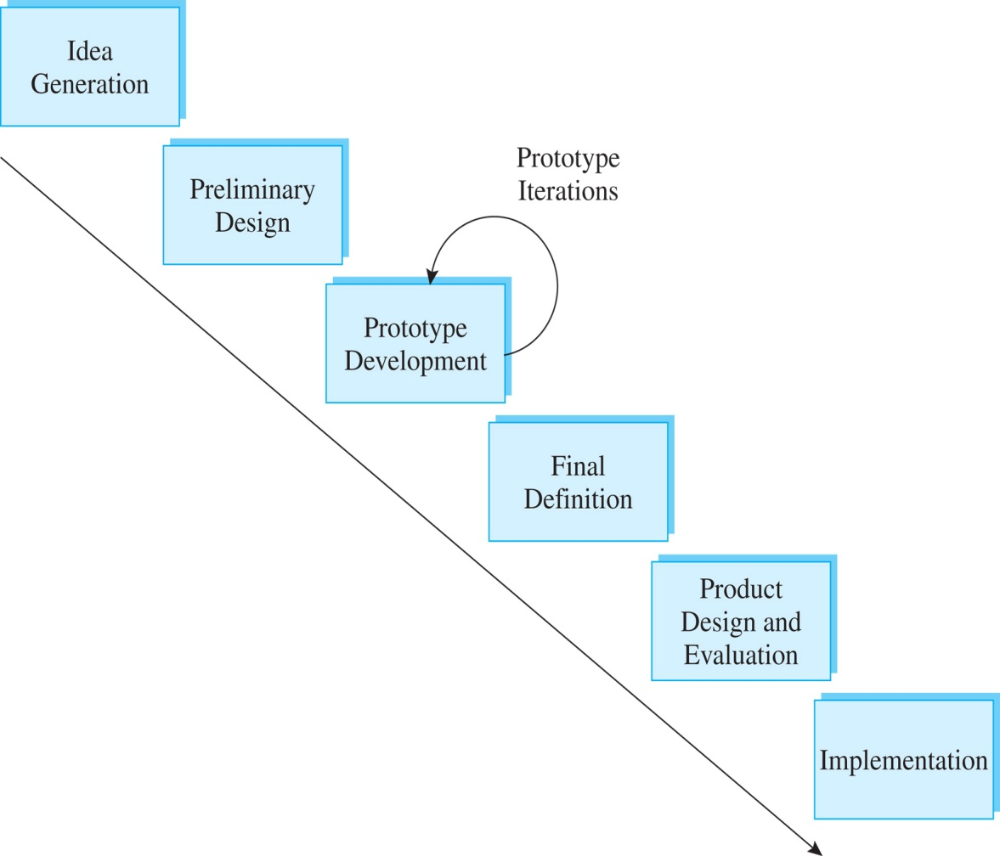 Idea
Generation
Preliminary
Design
Prototype
Iterations
Prototype
Development
Final
Definition
Product
Design and
Evaluation
Implementation